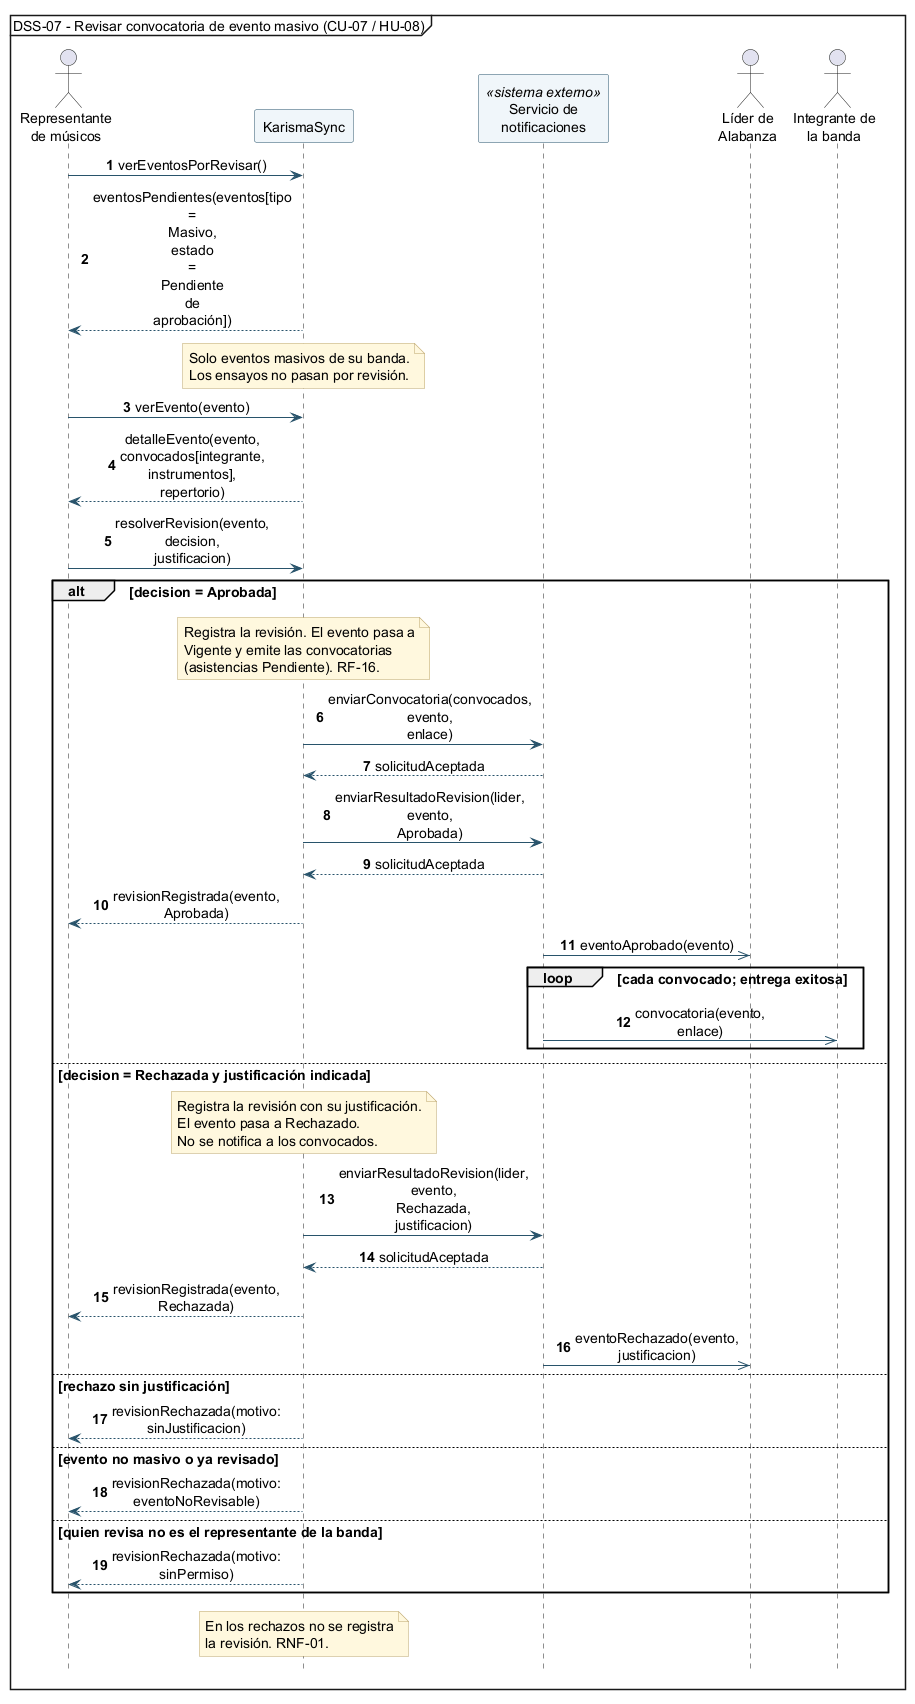 DSS-07 - Revisar convocatoria de evento masivo (CU-07 / HU-08)
Representante
de músicos
KarismaSync
«sistema externo»
Servicio de
notificaciones
Líder de
Alabanza
Integrante de
la banda
1 verEventosPorRevisar()
eventosPendientes(eventos[tipo
=
Masivo,
estado
2
=
Pendiente
de
aprobación])
Solo eventos masivos de su banda.
Los ensayos no pasan por revisión.
3 verEvento(evento)
detalleEvento(evento,
4 convocados[integrante,
instrumentos],
repertorio)
resolverRevision(evento,
5 decision,
justificacion)
alt [decision = Aprobada]
Registra la revisión. El evento pasa a
Vigente y emite las convocatorias
(asistencias Pendiente). RF-16.
enviarConvocatoria(convocados,
6 evento,
enlace)
7 solicitudAceptada
enviarResultadoRevision(lider,
8 evento,
Aprobada)
9 solicitudAceptada
10 revisionRegistrada(evento,
Aprobada)
11 eventoAprobado(evento)
loop [cada convocado; entrega exitosa]
12 convocatoria(evento,
enlace)
[decision = Rechazada y justificación indicada]
Registra la revisión con su justificación.
El evento pasa a Rechazado.
No se notifica a los convocados.
enviarResultadoRevision(lider,
evento,
13
Rechazada,
justificacion)
14 solicitudAceptada
15 revisionRegistrada(evento,
Rechazada)
16 eventoRechazado(evento,
justificacion)
[rechazo sin justificación]
17 revisionRechazada(motivo:
sinJustificacion)
[evento no masivo o ya revisado]
18 revisionRechazada(motivo:
eventoNoRevisable)
[quien revisa no es el representante de la banda]
19 revisionRechazada(motivo:
sinPermiso)
En los rechazos no se registra
la revisión. RNF-01.